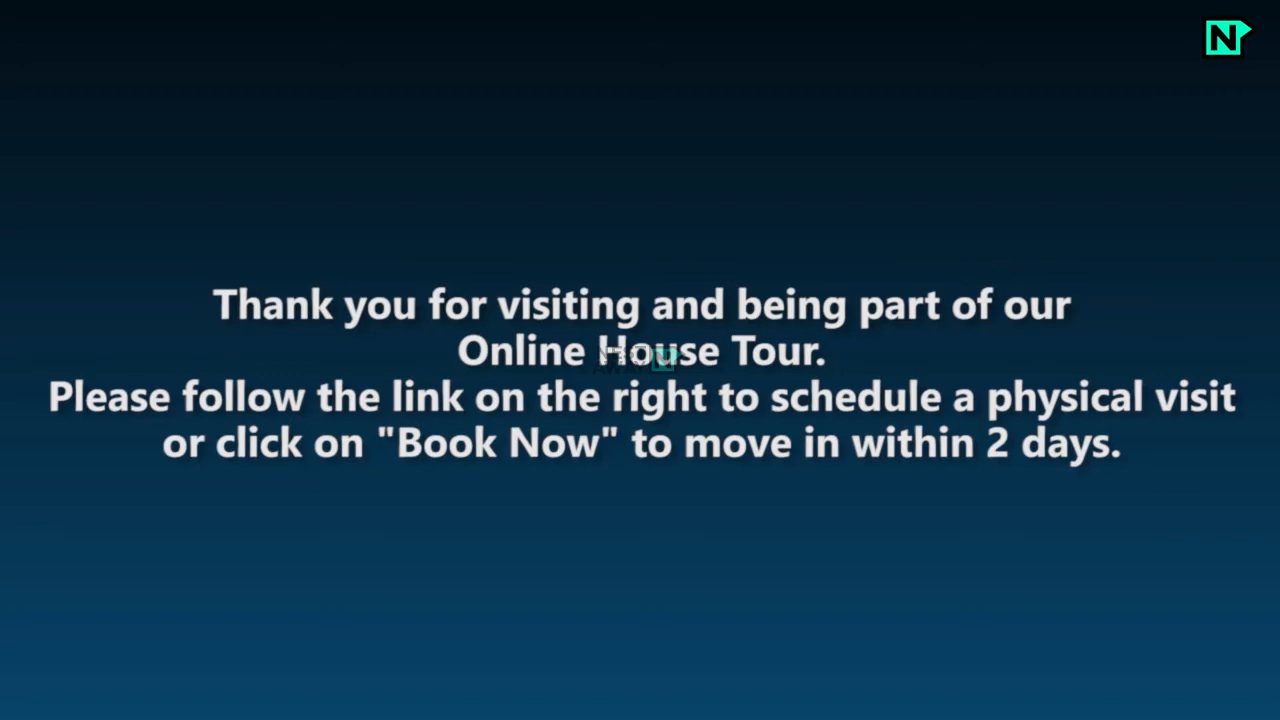 N
Thank you for visiting and being part of our
Online House Tour.
Please follow the link on the right to schedule a physical visit
or click on "Book Now" to move in within 2 days.